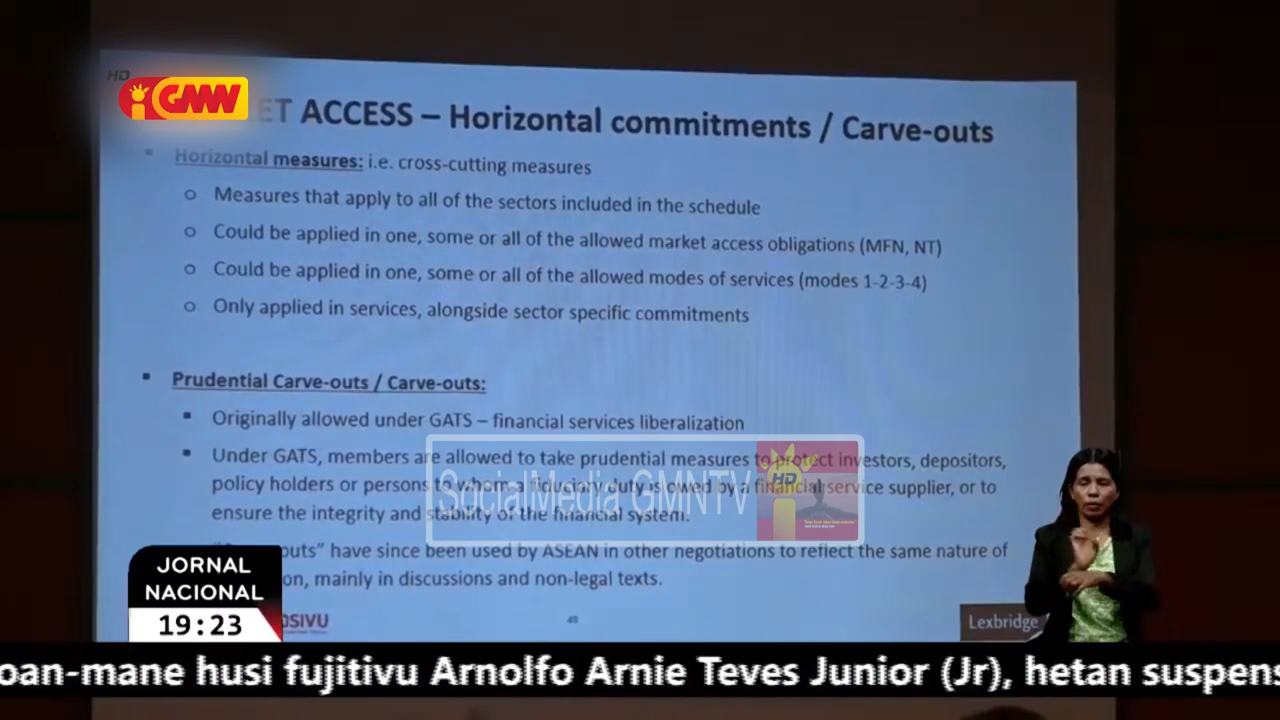 HD
GMN
ET ACCESS – Horizontal commitments / Carve-outs
Horizontal measures: i.e. cross-cutting measures
Measures that apply to all of the sectors included in the schedule
Could be applied in one, some or all of the allowed market access obligations (MFN, NT)
Could be applied in one, some or all of the allowed modes of services (modes 1-2-3-4)
Only applied in services, alongside sector specific commitments
Prudential Carve-outs / Carve-outs:
Originally allowed under GATS – financial services liberalization
Under GATS, members are allowed to take prudential measures to protect investors, depositors,
policy holders or persons to whom a fiduciary duty is owed by a financial service supplier, or to
ensure the integrity and stability of the financial system.
SocialMedia GMNTV
HD
outs” have since been used by ASEAN in other negotiations to reflect the same nature of
on, mainly in discussions and non-legal texts.
JORNAL
NACIONAL
19:23
OSIVU
Lexbridge
oan-mane husi fujitivu Arnolfo Arnie Teves Junior (Jr), hetan suspens